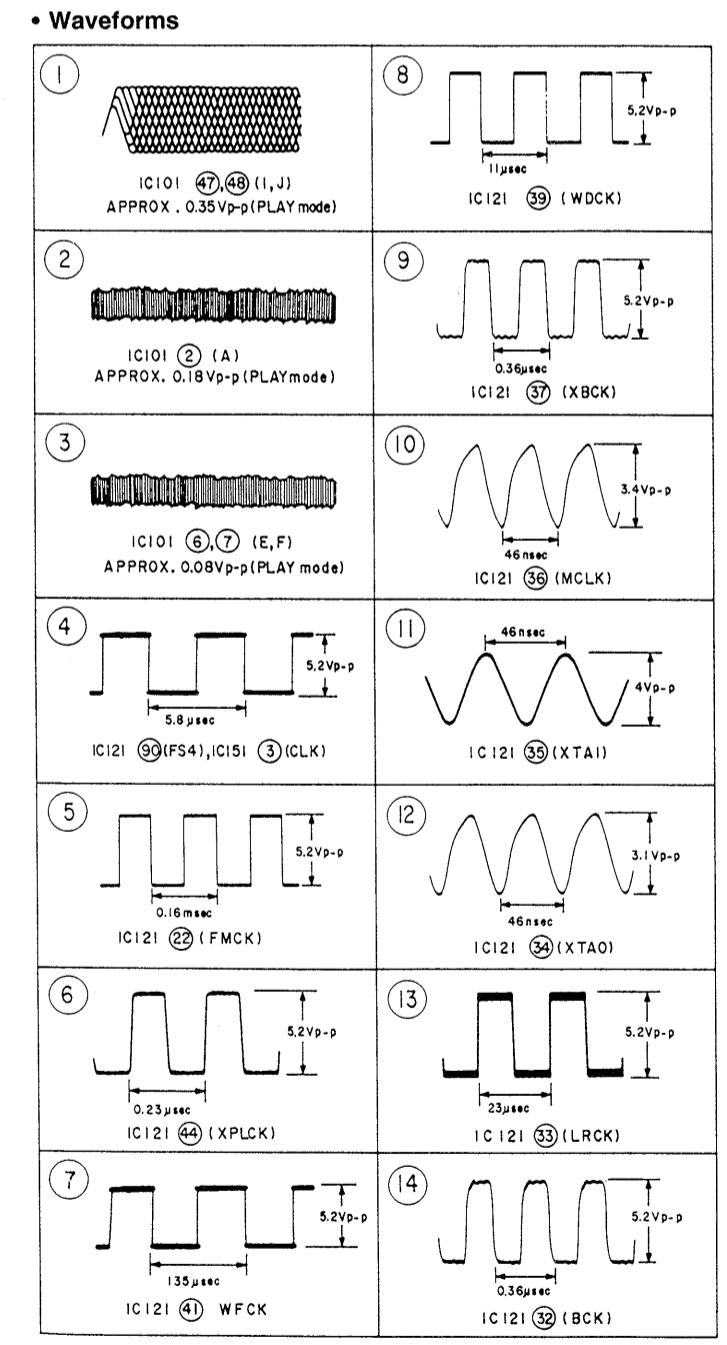 • Waveforms
1
IC101 47,48 (I,J)
APPROX. 0.35Vp-p(PLAY mode)
2
IC101 2 (A)
APPROX. 0.18Vp-p(PLAY mode)
3
IC101 6,7 (E,F)
APPROX. 0.08Vp-p(PLAY mode)
4
5.2Vp-p
5.8 µsec
IC121 90(FS4),IC151 3(CLK)
5
5.2Vp-p
0.16msec
IC121 22 (FMCK)
6
5.2Vp-p
0.23µsec
IC121 44 (XPLCK)
7
5.2Vp-p
135µsec
IC121 41 WFCK
8
5.2Vp-p
11µsec
IC121 39 (WDCK)
9
5.2Vp-p
0.36µsec
IC121 37 (XBCK)
10
3.4Vp-p
46nsec
IC121 36 (MCLK)
11
46nsec
4Vp-p
IC121 35 (XTAI)
12
3.1Vp-p
46nsec
IC121 34 (XTAO)
13
5.2Vp-p
23µsec
IC121 33 (LRCK)
14
5.2Vp-p
0.36µsec
IC121 32 (BCK)